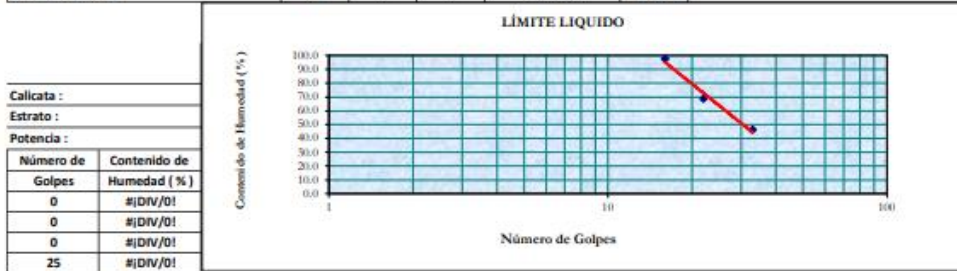 LÍMITE LIQUIDO
Contenido de Humedad ( % )
100.0
90.0
80.0
70.0
60.0
50.0
40.0
30.0
20.0
10.0
0.0
1
10
100
Número de Golpes
Calicata :
Estrato :
Potencia :
Número de Golpes
Contenido de Humedad ( % )
0 #¡DIV/0!
0 #¡DIV/0!
0 #¡DIV/0!
25 #¡DIV/0!